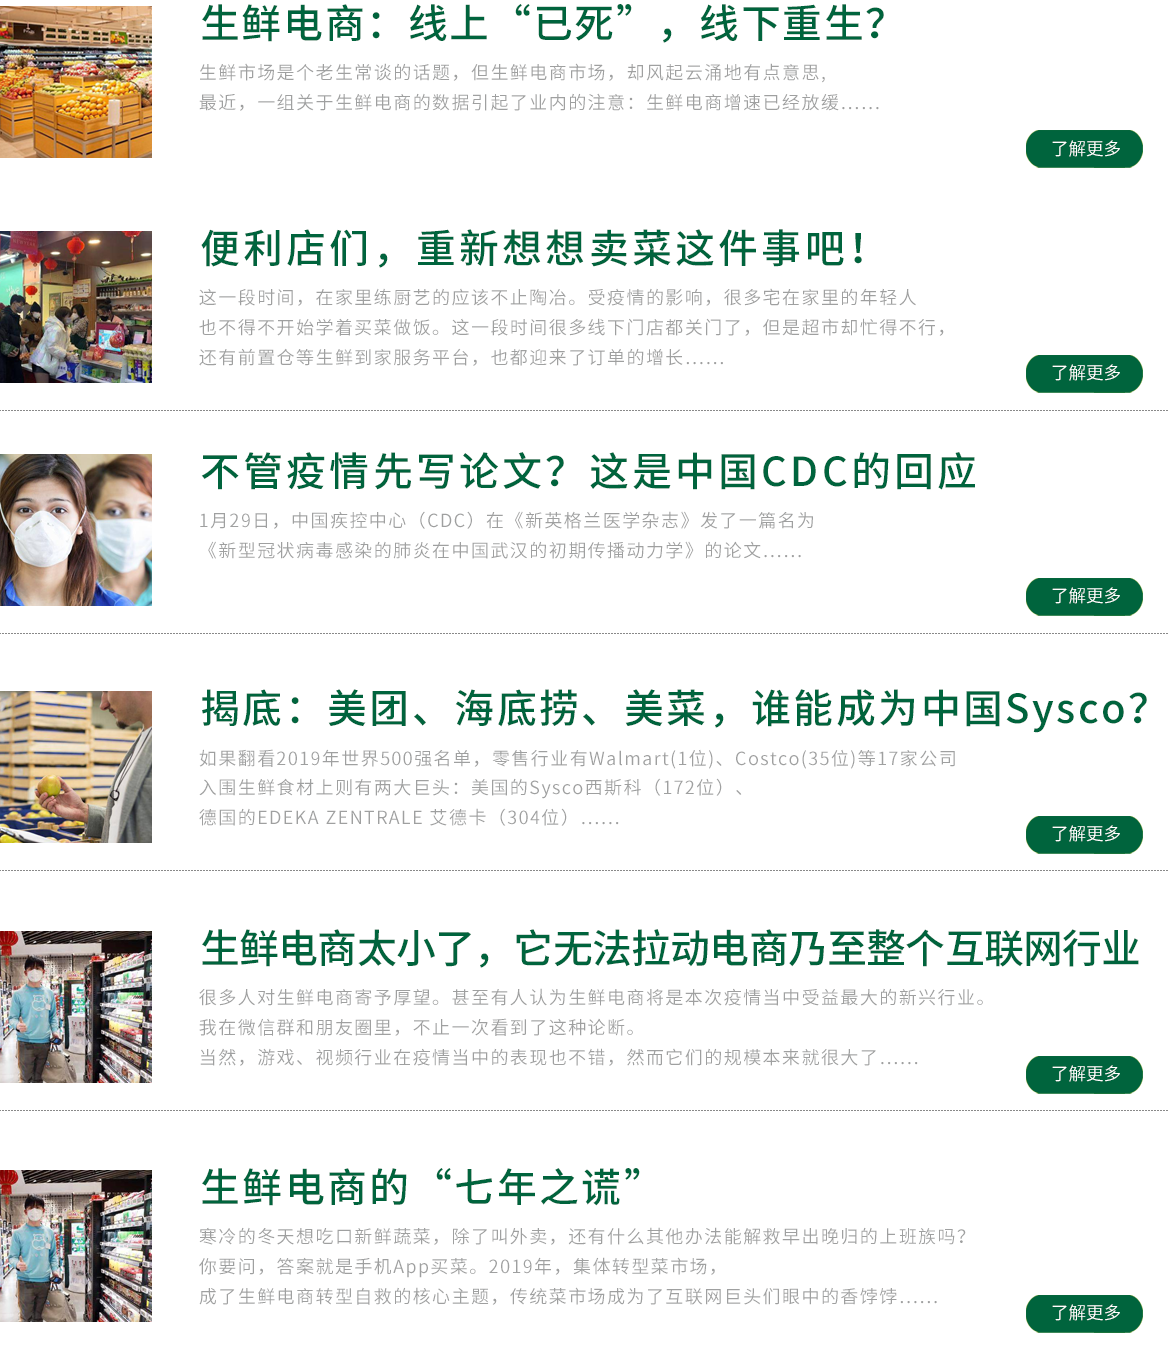 生鲜电商：线上“已死”，线下重生？
生鲜市场是个老生常谈的话题，但生鲜电商市场，却风起云涌地有点意思,
最近，一组关于生鲜电商的数据引起了业内的注意：生鲜电商增速已经放缓......
了解更多
便利店们，重新想想卖菜这件事吧！
这一段时间，在家里练厨艺的应该不止陶冶。受疫情的影响，很多宅在家里的年轻人
也不得不开始学着买菜做饭。这一段时间很多线下门店都关门了，但是超市却忙得不行，
还有前置仓等生鲜到家服务平台，也都迎来了订单的增长......
了解更多
不管疫情先写论文？这是中国CDC的回应
1月29日，中国疾控中心（CDC）在《新英格兰医学杂志》发了一篇名为
《新型冠状病毒感染的肺炎在中国武汉的初期传播动力学》的论文......
了解更多
揭底：美团、海底捞、美菜，谁能成为中国Sysco？
如果翻看2019年世界500强名单，零售行业有Walmart(1位)、Costco(35位)等17家公司
入围生鲜食材上则有两大巨头：美国的Sysco西斯科（172位）、
德国的EDEKA ZENTRALE 艾德卡（304位）......
了解更多
生鲜电商太小了，它无法拉动电商乃至整个互联网行业
很多人对生鲜电商寄予厚望。甚至有人认为生鲜电商将是本次疫情当中受益最大的新兴行业。
我在微信群和朋友圈里，不止一次看到了这种论断。
当然，游戏、视频行业在疫情当中的表现也不错，然而它们的规模本来就很大了......
了解更多
生鲜电商的“七年之谎”
寒冷的冬天想吃口新鲜蔬菜，除了叫外卖，还有什么其他办法能解救早出晚归的上班族吗？
你要问，答案就是手机App买菜。2019年，集体转型菜市场，
成了生鲜电商转型自救的核心主题，传统菜市场成为了互联网巨头们眼中的香饽饽......
了解更多